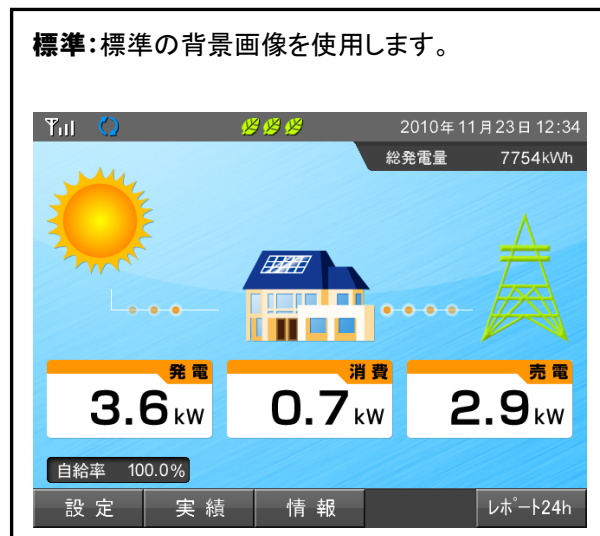 標準:標準の背景画像を使用します。
2010年11月23日 12:34
総発電量 7754kWh
発電 消費 売電
3.6kW 0.7kW 2.9kW
自給率 100.0%
設定 実績 情報 レポート24h